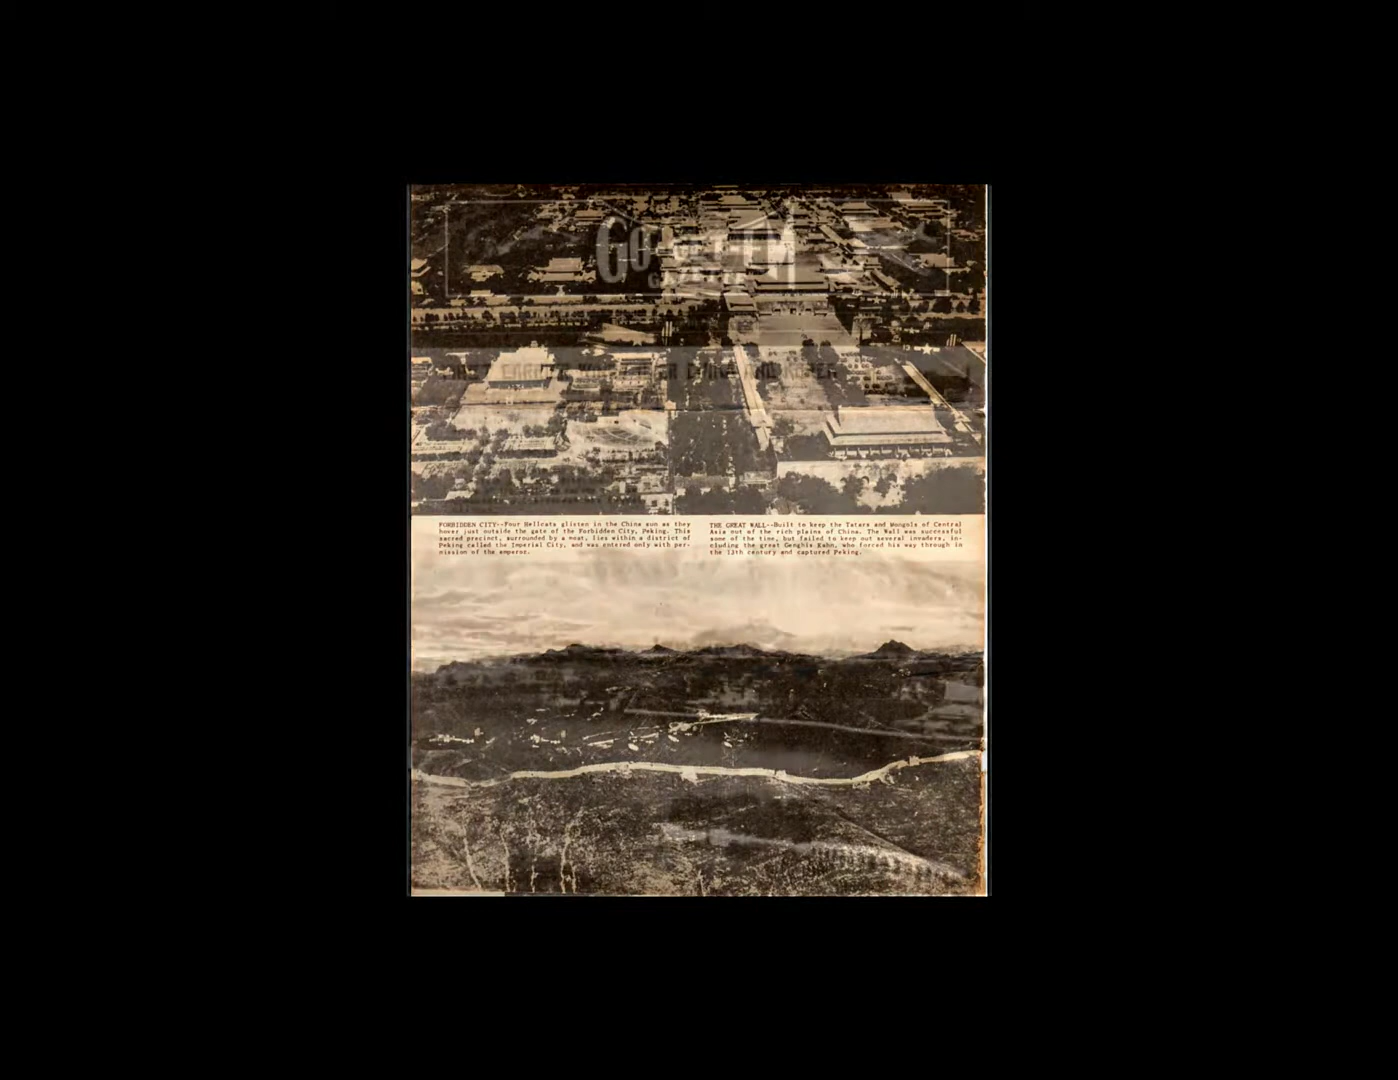 FORBIDDEN CITY--Four Hellcats glisten in the China sun as they
hover just outside the gate of the Forbidden City, Peking. This
sacred precinct, surrounded by a moat, lies within a district of
Peking called the Imperial City, and was entered only with per-
mission of the emperor.
THE GREAT WALL--Built to keep the Tatars and Mongols of Central
Asia out of the rich plains of China. The Wall was successful
some of the time, but failed to keep out several invaders, in-
cluding the great Genghis Kahn, who forced his way through in
the 13th century and captured Peking.